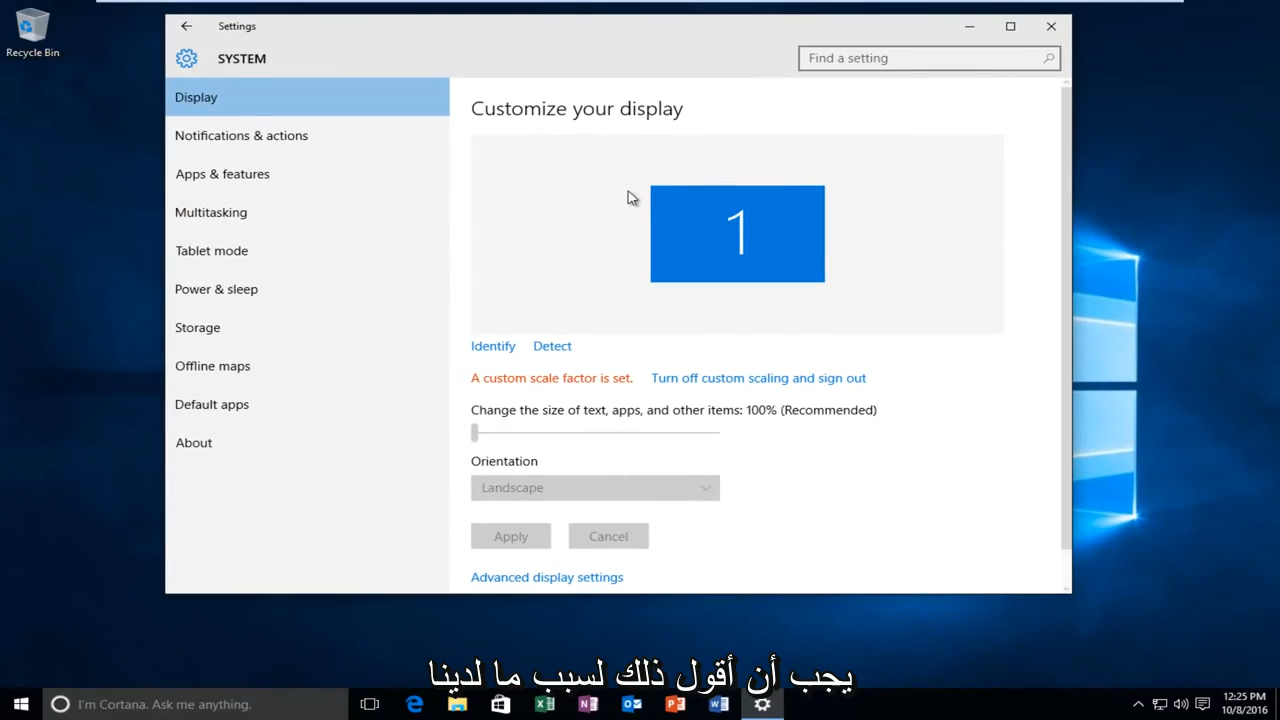 Recycle Bin
Settings
SYSTEM
Find a setting
Display
Notifications & actions
Apps & features
Multitasking
Tablet mode
Power & sleep
Storage
Offline maps
Default apps
About
Customize your display
1
Identify Detect
A custom scale factor is set. Turn off custom scaling and sign out
Change the size of text, apps, and other items: 100% (Recommended)
Orientation
Landscape
Apply Cancel
Advanced display settings
يجب أن أقول ذلك لسبب ما لدينا
I'm Cortana. Ask me anything.
12:25 PM
10/8/2016